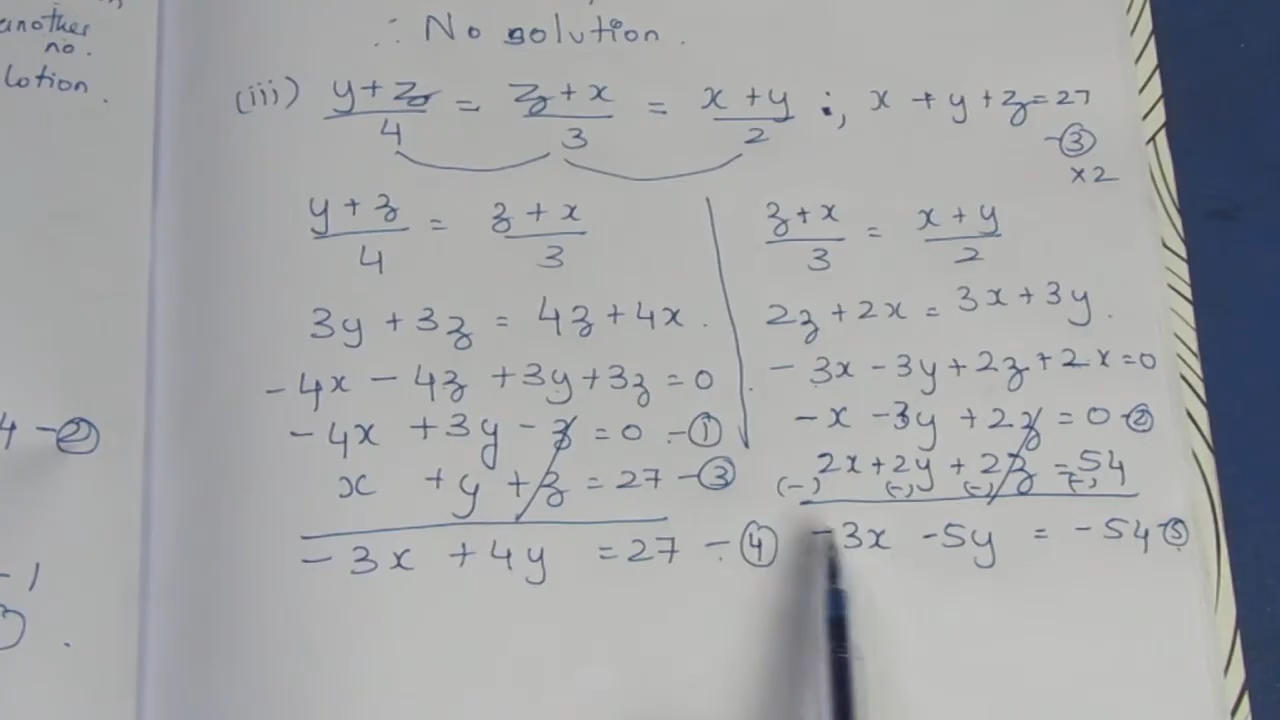 another
no.
lotion.
∴ No solution.
(iii) y+z/4 = z+x/3 = x+y/2 ; x+y+z=27 -③
×2
y+z/4 = z+x/3
3y+3z = 4z+4x.
-4x - 4z +3y+3z = 0
-4x +3y - z = 0 -①
x +y +z = 27 -③
-3x +4y = 27 -④
z+x/3 = x+y/2
2z+2x = 3x+3y.
-3x-3y+2z+2x=0
-x -3y +2z = 0 -②
2x+2y+2z = 54
(-) (-) (-) (-)
-3x -5y = -54 -⑤
4 -②
-1